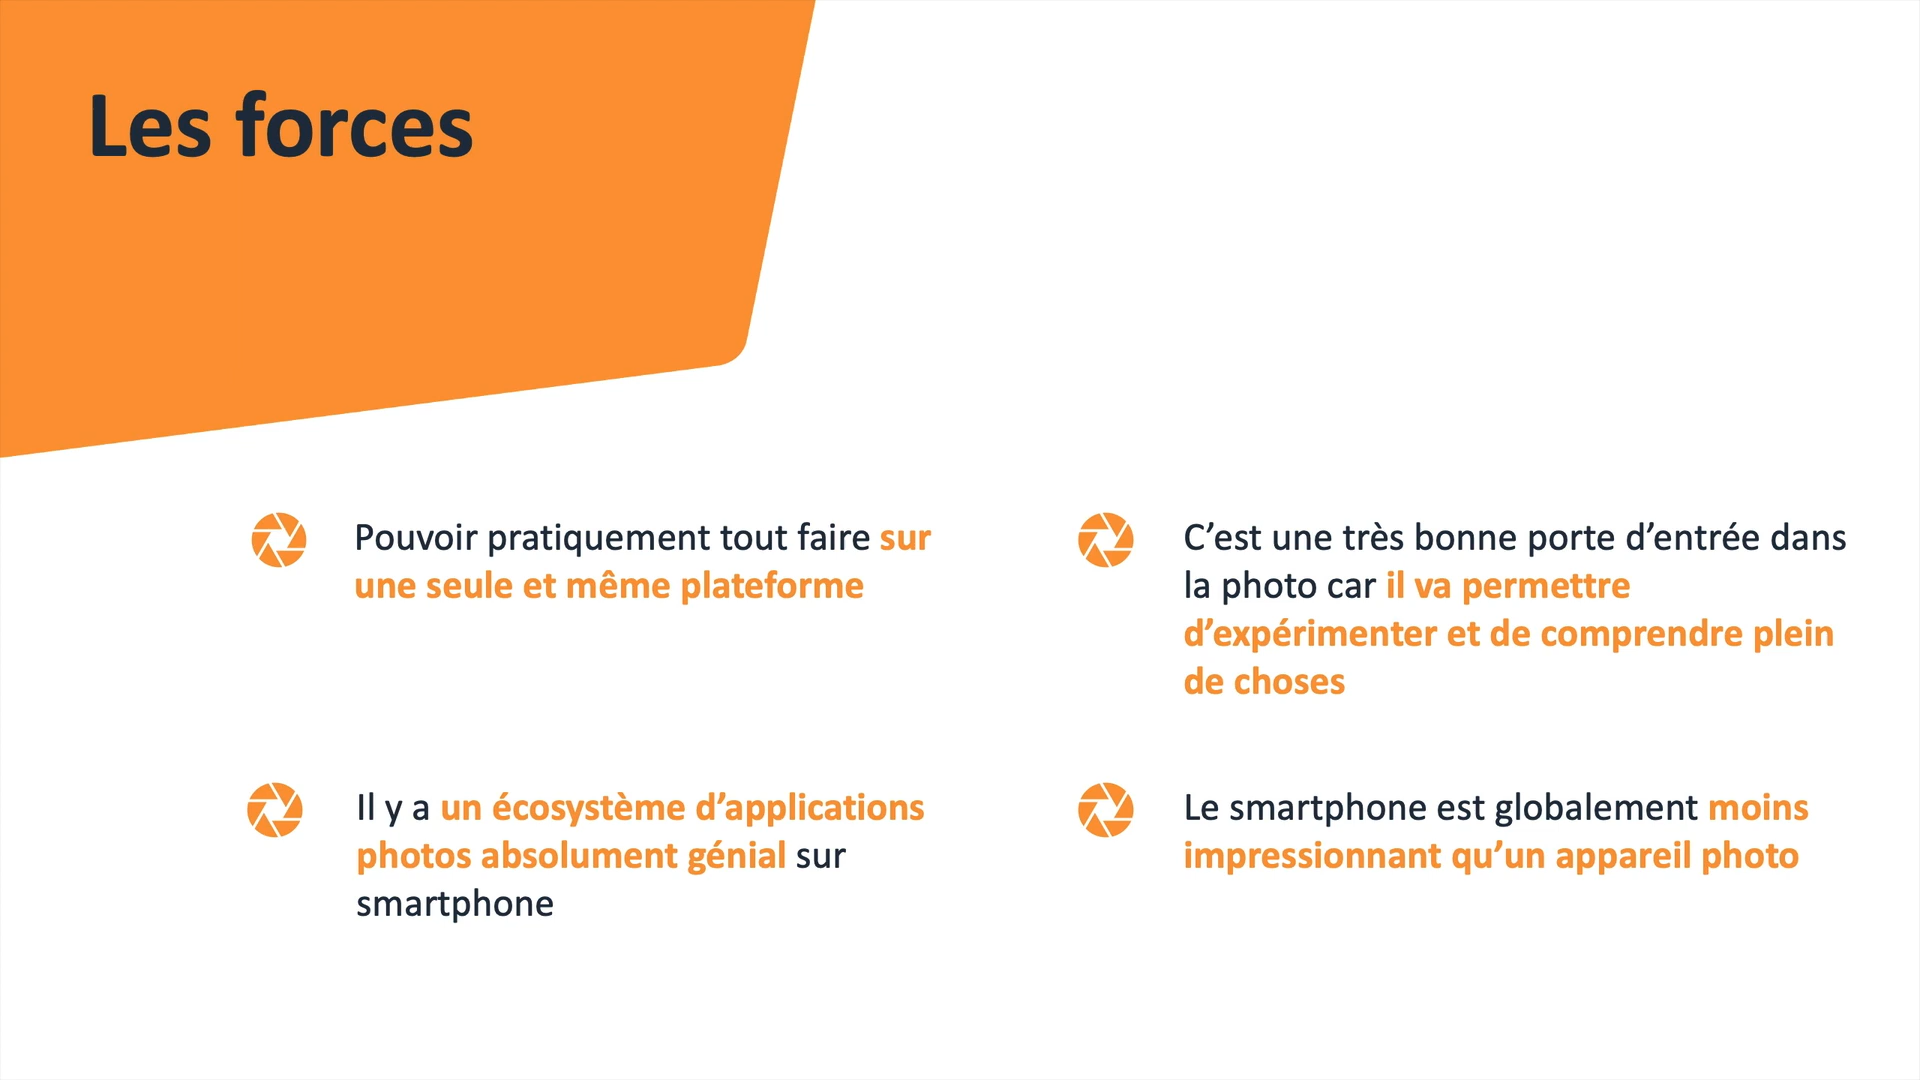 Les forces
Pouvoir pratiquement tout faire sur
une seule et même plateforme
C’est une très bonne porte d’entrée dans
la photo car il va permettre
d’expérimenter et de comprendre plein
de choses
Il y a un écosystème d’applications
photos absolument génial sur
smartphone
Le smartphone est globalement moins
impressionnant qu’un appareil photo